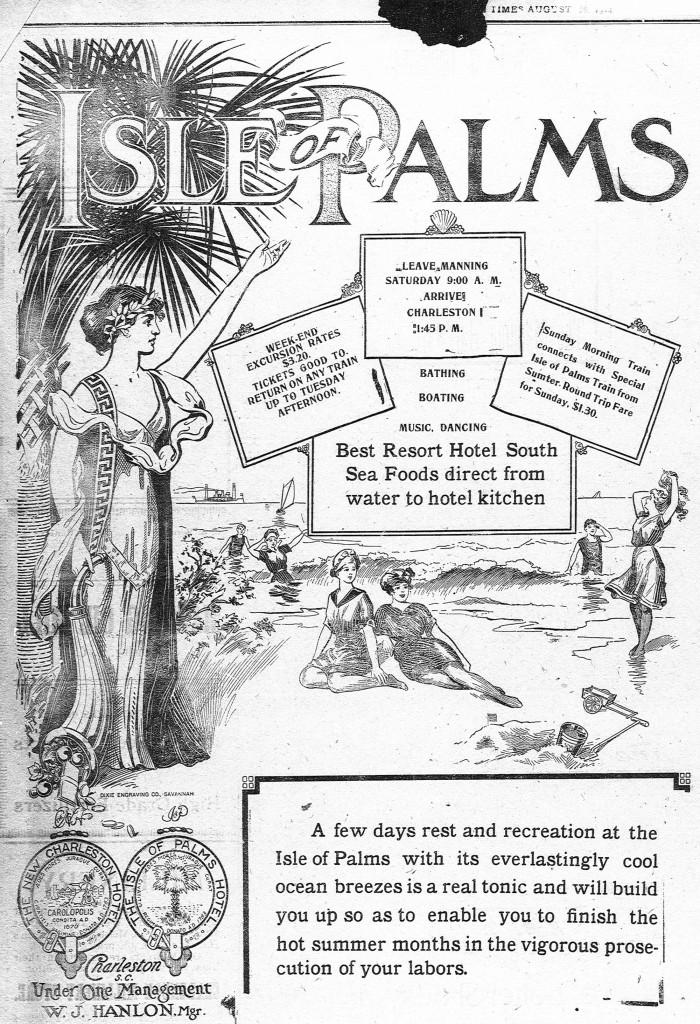 TIMES AUGUST
ISLE OF PALMS
LEAVE MANNING
SATURDAY 9:00 A. M.
ARRIVE
CHARLESTON
1:45 P. M.
WEEK-END
EXCURSION RATES
$3.20.
TICKETS GOOD TO
RETURN ON ANY TRAIN
UP TO TUESDAY
AFTERNOON.
Sunday Morning Train
connects with Special
Isle of Palms Train from
Sumter. Round Trip Fare
for Sunday, $1.30.
BATHING
BOATING
MUSIC, DANCING
Best Resort Hotel South
Sea Foods direct from
water to hotel kitchen
DIXIE ENGRAVING CO., SAVANNAH
A few days rest and recreation at the
Isle of Palms with its everlastingly cool
ocean breezes is a real tonic and will build
you up so as to enable you to finish the
hot summer months in the vigorous prose-
cution of your labors.
THE NEW CHARLESTON HOTEL
CAROLOPOLIS
CONDITA A.D.
1670
THE ISLE OF PALMS HOTEL
Charleston
S.C.
Under One Management
W. J. HANLON, Mgr.